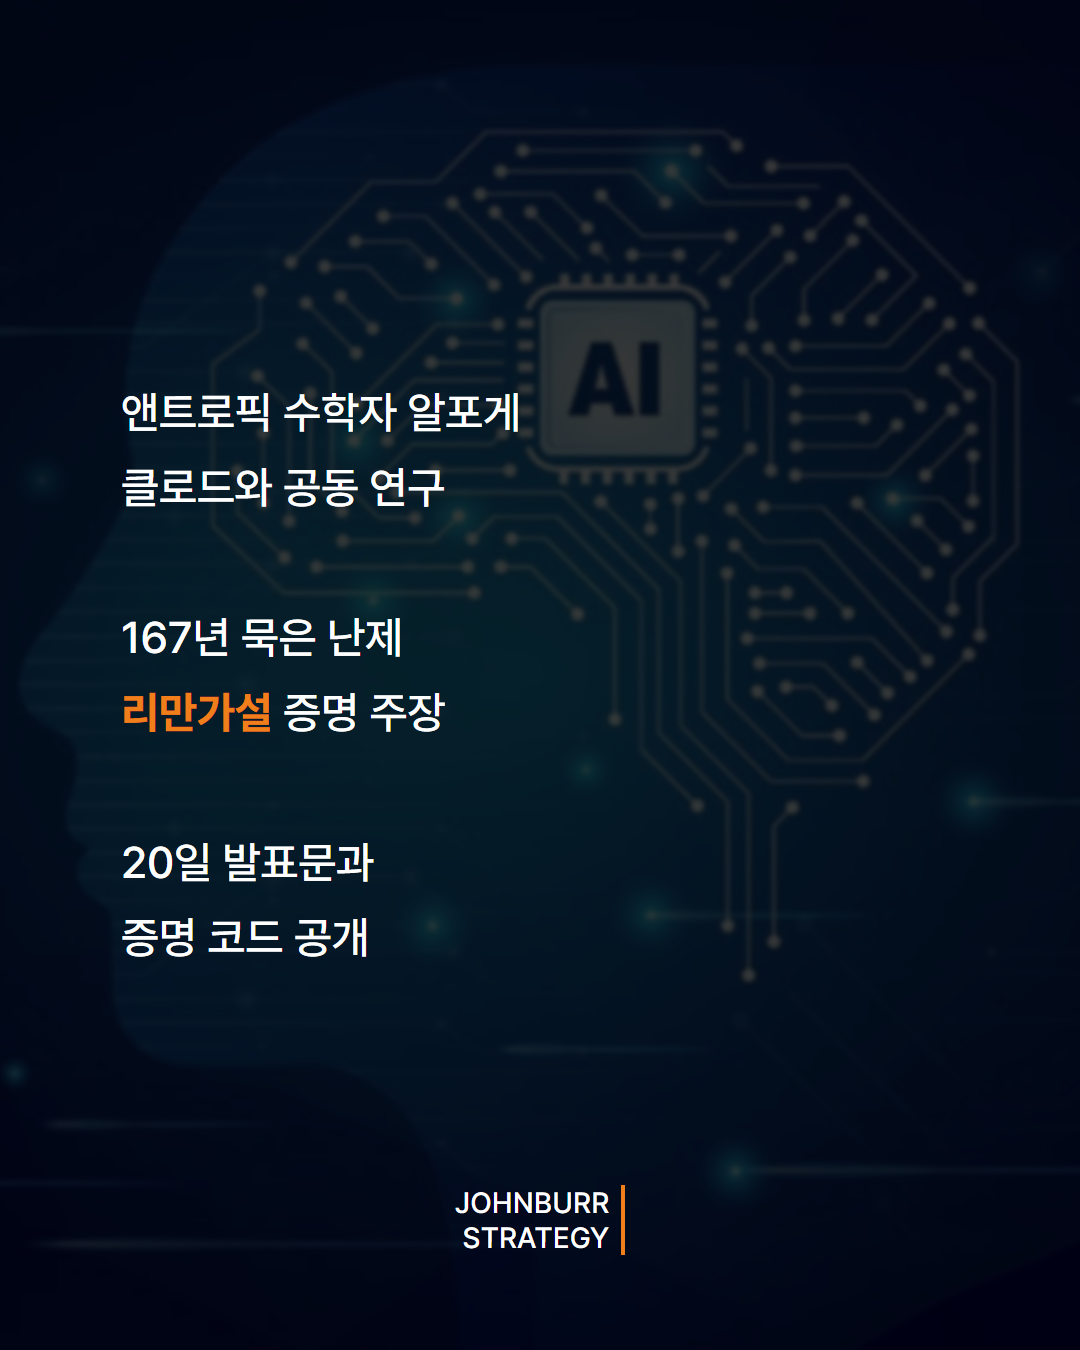 AI
앤트로픽 수학자 알포게
클로드와 공동 연구
167년 묵은 난제
리만가설 증명 주장
20일 발표문과
증명 코드 공개
JOHNBURR
STRATEGY